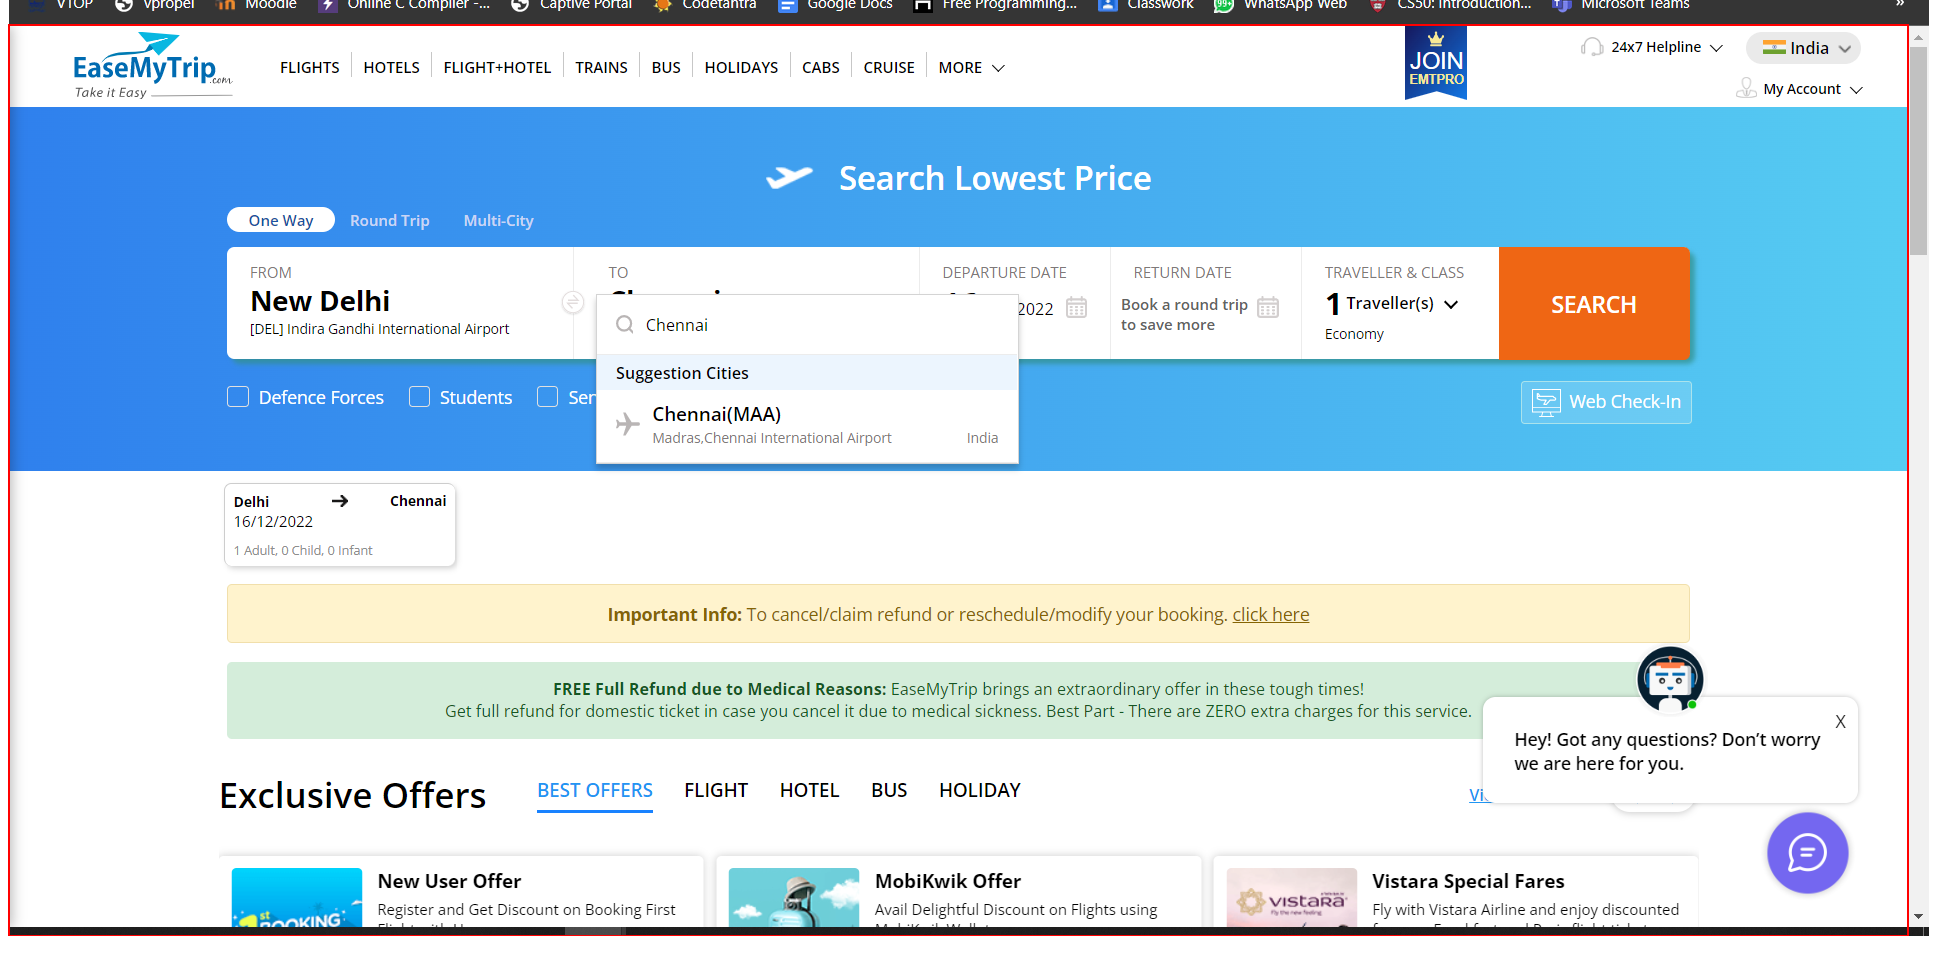 VTOP Vpropel Moodle Online C Compiler -... Captive Portal Codetantra Google Docs Free Programming... Classwork WhatsApp Web CS50: Introduction... Microsoft Teams »
EaseMyTrip.com
Take it Easy
FLIGHTS HOTELS FLIGHT+HOTEL TRAINS BUS HOLIDAYS CABS CRUISE MORE
JOIN
EMTPRO
24x7 Helpline India
My Account
Search Lowest Price
One Way Round Trip Multi-City
FROM TO DEPARTURE DATE RETURN DATE TRAVELLER & CLASS
New Delhi
[DEL] Indira Gandhi International Airport
2022
Book a round trip
to save more
1 Traveller(s)
Economy
SEARCH
Chennai
Suggestion Cities
Chennai(MAA)
Madras,Chennai International Airport India
Defence Forces Students
Web Check-In
Delhi Chennai
16/12/2022
1 Adult, 0 Child, 0 Infant
Important Info: To cancel/claim refund or reschedule/modify your booking. click here
FREE Full Refund due to Medical Reasons: EaseMyTrip brings an extraordinary offer in these tough times!
Get full refund for domestic ticket in case you cancel it due to medical sickness. Best Part - There are ZERO extra charges for this service.
X
Hey! Got any questions? Don’t worry
we are here for you.
Exclusive Offers BEST OFFERS FLIGHT HOTEL BUS HOLIDAY
New User Offer
Register and Get Discount on Booking First
1st BOOKING
MobiKwik Offer
Avail Delightful Discount on Flights using
vistara
Fly the new feeling
Vistara Special Fares
Fly with Vistara Airline and enjoy discounted